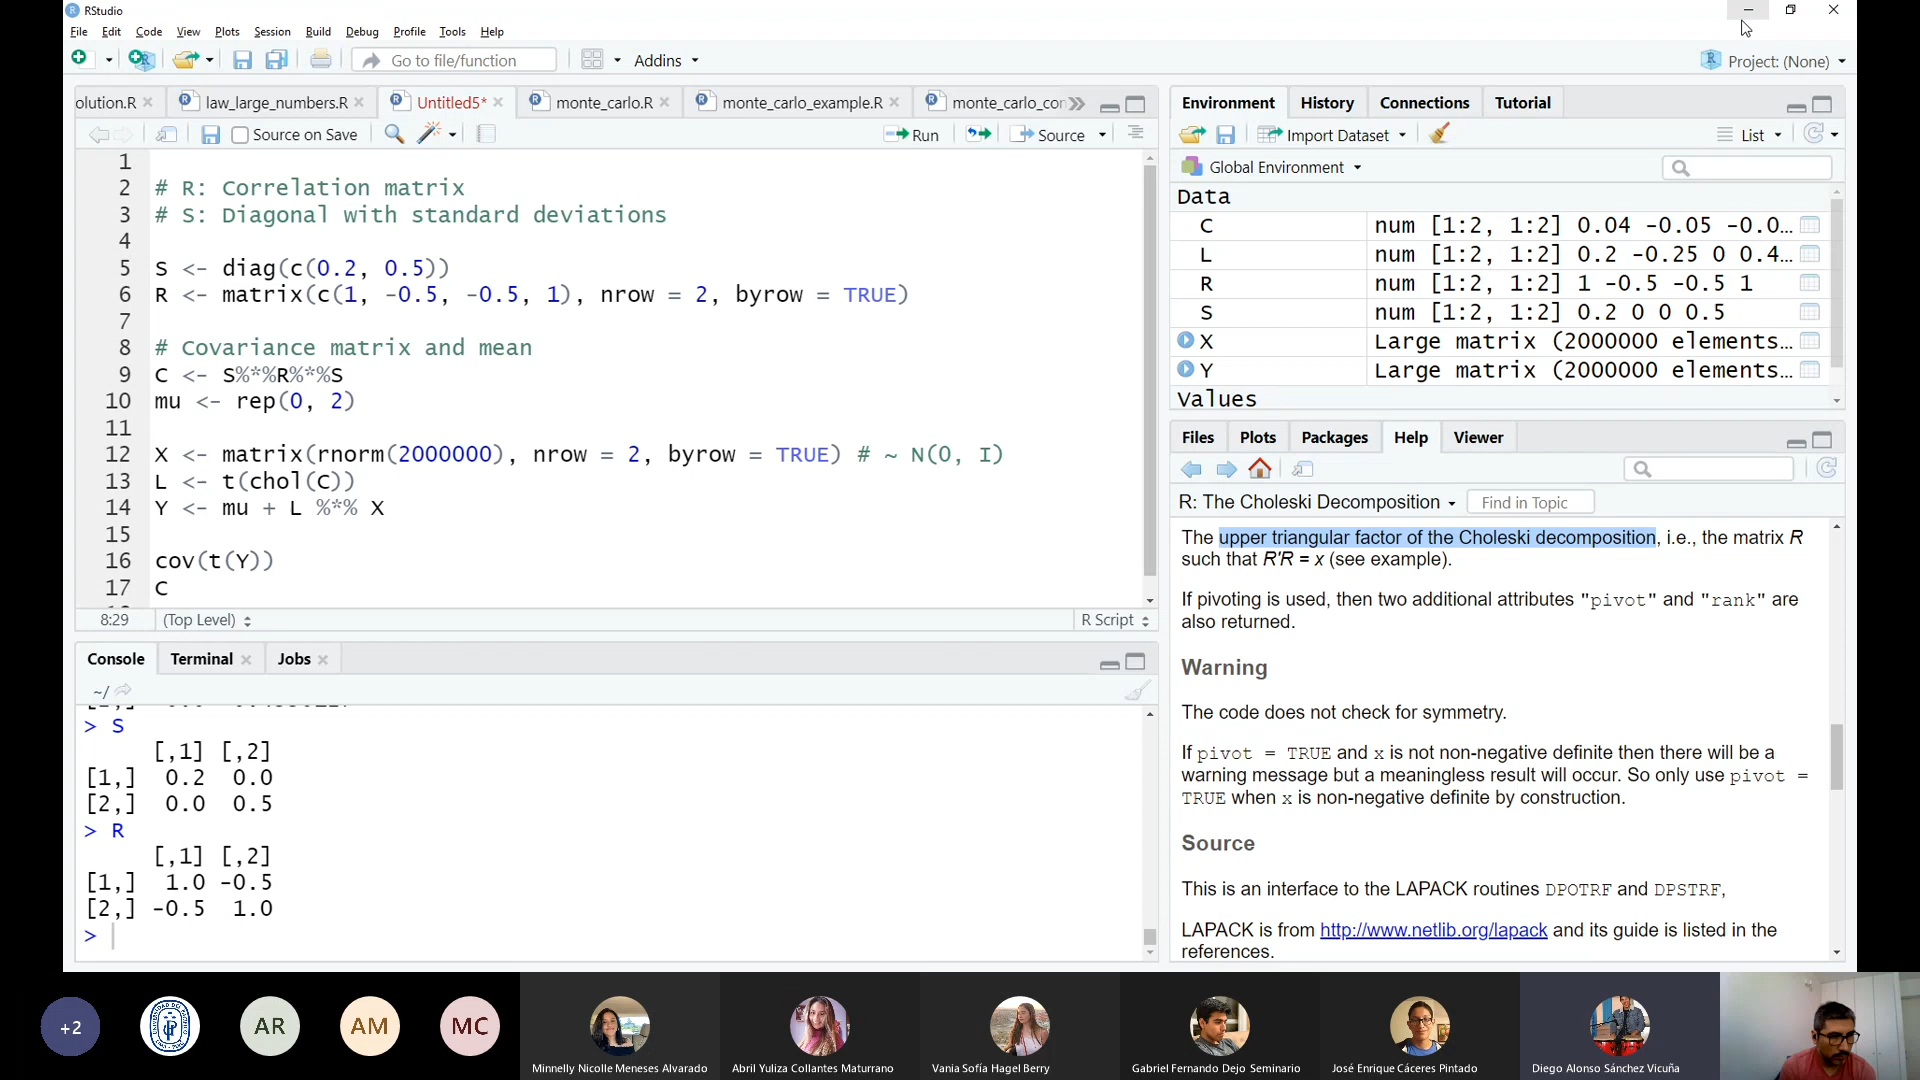 RStudio
File Edit Code View Plots Session Build Debug Profile Tools Help
Go to file/function Addins Project: (None)
olution.R law_large_numbers.R Untitled5* monte_carlo.R monte_carlo_example.R monte_carlo_cor
Source on Save Run Source
1
2 # R: Correlation matrix
3 # S: Diagonal with standard deviations
4
5 S <- diag(c(0.2, 0.5))
6 R <- matrix(c(1, -0.5, -0.5, 1), nrow = 2, byrow = TRUE)
7
8 # Covariance matrix and mean
9 C <- S%*%R%*%S
10 mu <- rep(0, 2)
11
12 X <- matrix(rnorm(2000000), nrow = 2, byrow = TRUE) # ~ N(0, I)
13 L <- t(chol(C))
14 Y <- mu + L %*% X
15
16 cov(t(Y))
17 C
8:29 (Top Level) R Script
Console Terminal Jobs
~/
> S
[,1] [,2]
[1,] 0.2 0.0
[2,] 0.0 0.5
> R
[,1] [,2]
[1,] 1.0 -0.5
[2,] -0.5 1.0
>
Environment History Connections Tutorial
Import Dataset List
Global Environment
Data
C num [1:2, 1:2] 0.04 -0.05 -0.0…
L num [1:2, 1:2] 0.2 -0.25 0 0.4…
R num [1:2, 1:2] 1 -0.5 -0.5 1
S num [1:2, 1:2] 0.2 0 0 0.5
X Large matrix (2000000 elements…
Y Large matrix (2000000 elements…
Values
Files Plots Packages Help Viewer
R: The Choleski Decomposition Find in Topic
The upper triangular factor of the Choleski decomposition, i.e., the matrix R
such that R'R = x (see example).
If pivoting is used, then two additional attributes "pivot" and "rank" are
also returned.
Warning
The code does not check for symmetry.
If pivot = TRUE and x is not non-negative definite then there will be a
warning message but a meaningless result will occur. So only use pivot =
TRUE when x is non-negative definite by construction.
Source
This is an interface to the LAPACK routines DPOTRF and DPSTRF,
LAPACK is from http://www.netlib.org/lapack and its guide is listed in the
references.
+2 AR AM MC
Minnelly Nicolle Meneses Alvarado
Abril Yuliza Collantes Maturrano
Vania Sofía Hagel Berry
Gabriel Fernando Dejo Seminario
José Enrique Cáceres Pintado
Diego Alonso Sánchez Vicuña